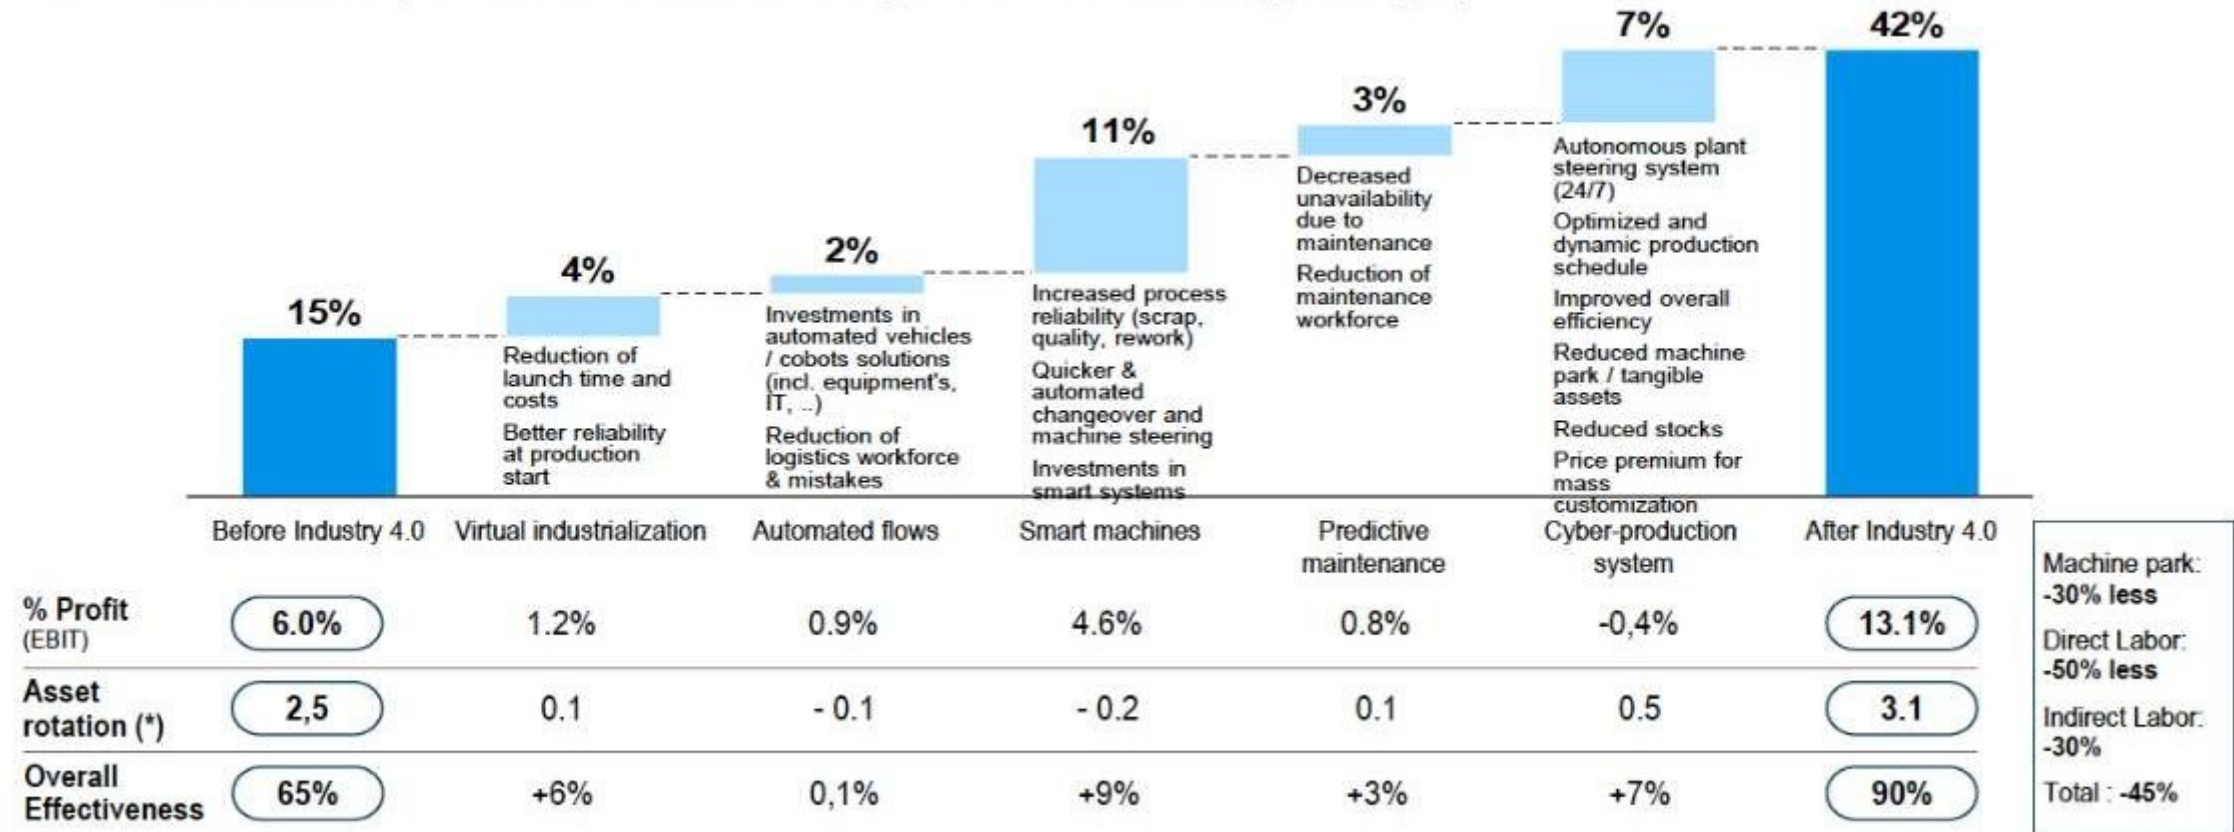 7%
42%
3%
11%
2%
4%
15%
Reduction of
launch time and
costs
Better reliability
at production
start
Investments in
automated vehicles
/ cobots solutions
(incl. equipment's,
IT, ..)
Reduction of
logistics workforce
& mistakes
Increased process
reliability (scrap,
quality, rework)
Quicker &
automated
changeover and
machine steering
Investments in
smart systems
Decreased
unavailability
due to
maintenance
Reduction of
maintenance
workforce
Autonomous plant
steering system
(24/7)
Optimized and
dynamic production
schedule
Improved overall
efficiency
Reduced machine
park / tangible
assets
Reduced stocks
Price premium for
mass
customization
Before Industry 4.0
Virtual industrialization
Automated flows
Smart machines
Predictive
maintenance
Cyber-production
system
After Industry 4.0
% Profit
(EBIT)
6.0% 1.2% 0.9% 4.6% 0.8% -0,4% 13.1%
Asset
rotation (*)
2,5 0.1 - 0.1 - 0.2 0.1 0.5 3.1
Overall
Effectiveness
65% +6% 0,1% +9% +3% +7% 90%
Machine park:
-30% less
Direct Labor:
-50% less
Indirect Labor:
-30%
Total : -45%